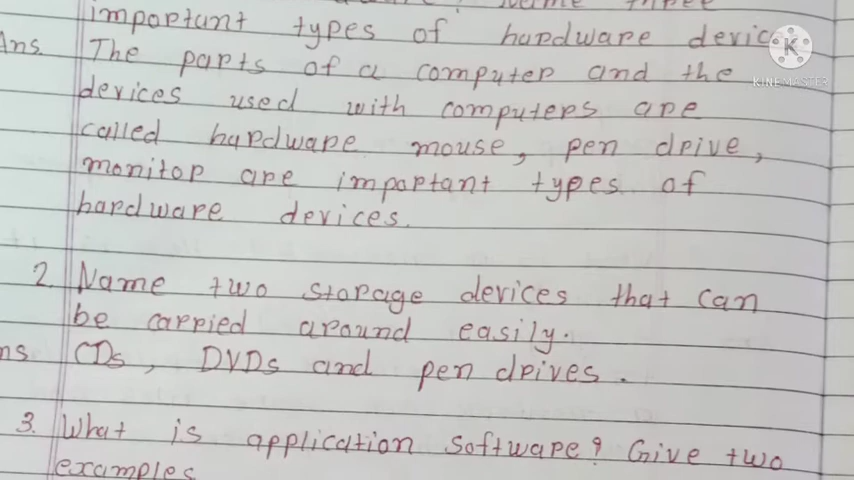 important types of hardware devic
Ans. The parts of a computer and the
devices used with computers are
called hardware mouse, pen drive,
monitor are important types of
hardware devices.
2. Name two storage devices that can
be carried around easily.
ns CDs, DVDs and pen drives.
3. What is application software? Give two
examples
KINEMASTER